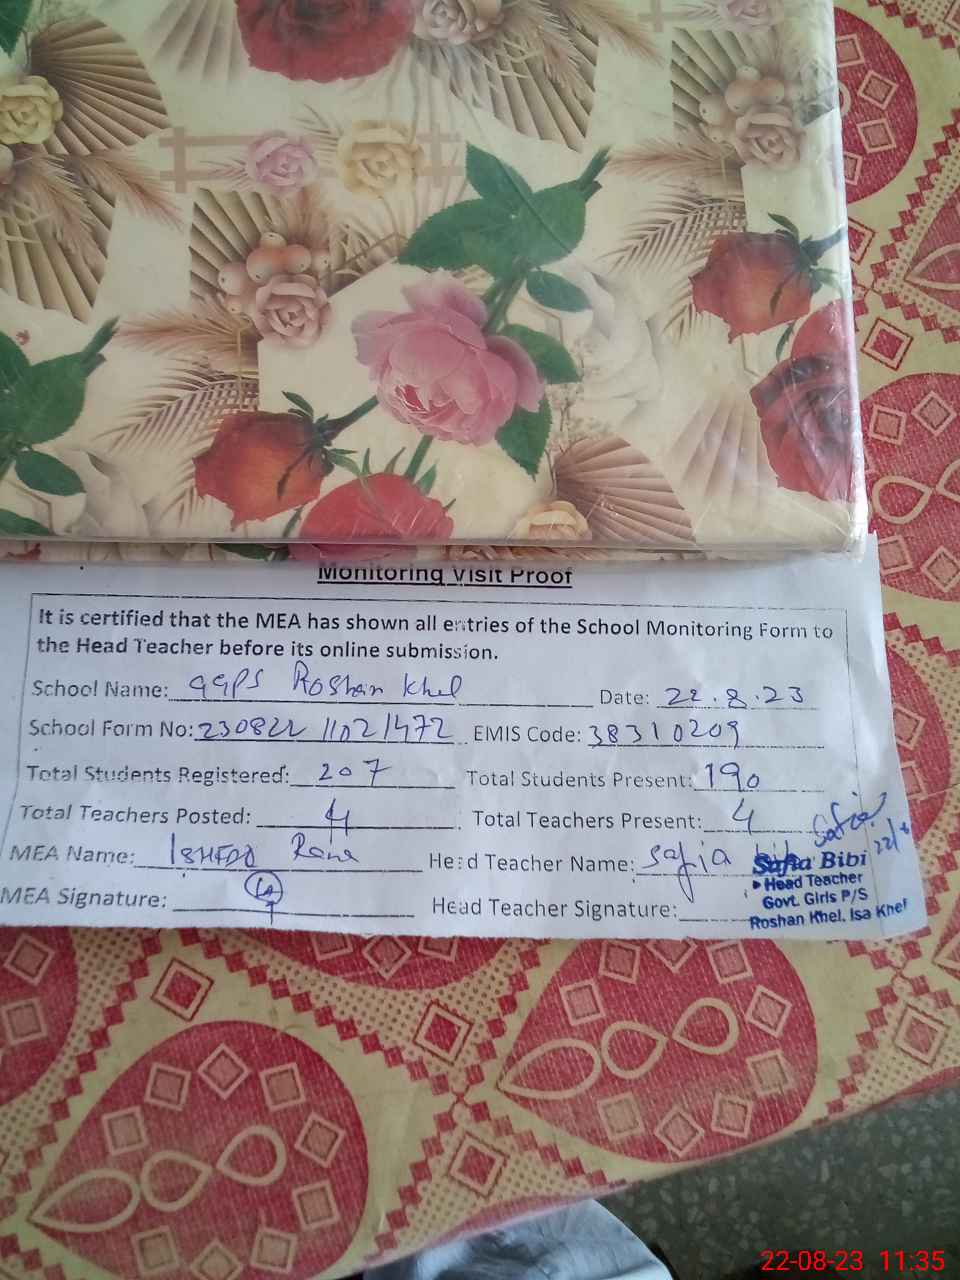 Monitoring Visit Proof
It is certified that the MEA has shown all entries of the School Monitoring Form to
the Head Teacher before its online submission.
School Name: GGPS Roshan Khel Date: 22.8.23
School Form No: 230822 11021472 EMIS Code: 38310209
Total Students Registered: 207 Total Students Present: 190
Total Teachers Posted: 4 Total Teachers Present: 4
Safia
22/8
MEA Name: Head Teacher Name: Safia
MEA Signature: Head Teacher Signature:
Safia Bibi
Head Teacher
Govt. Girls P/S
Roshan Khel. Isa Khel
22-08-23 11:35